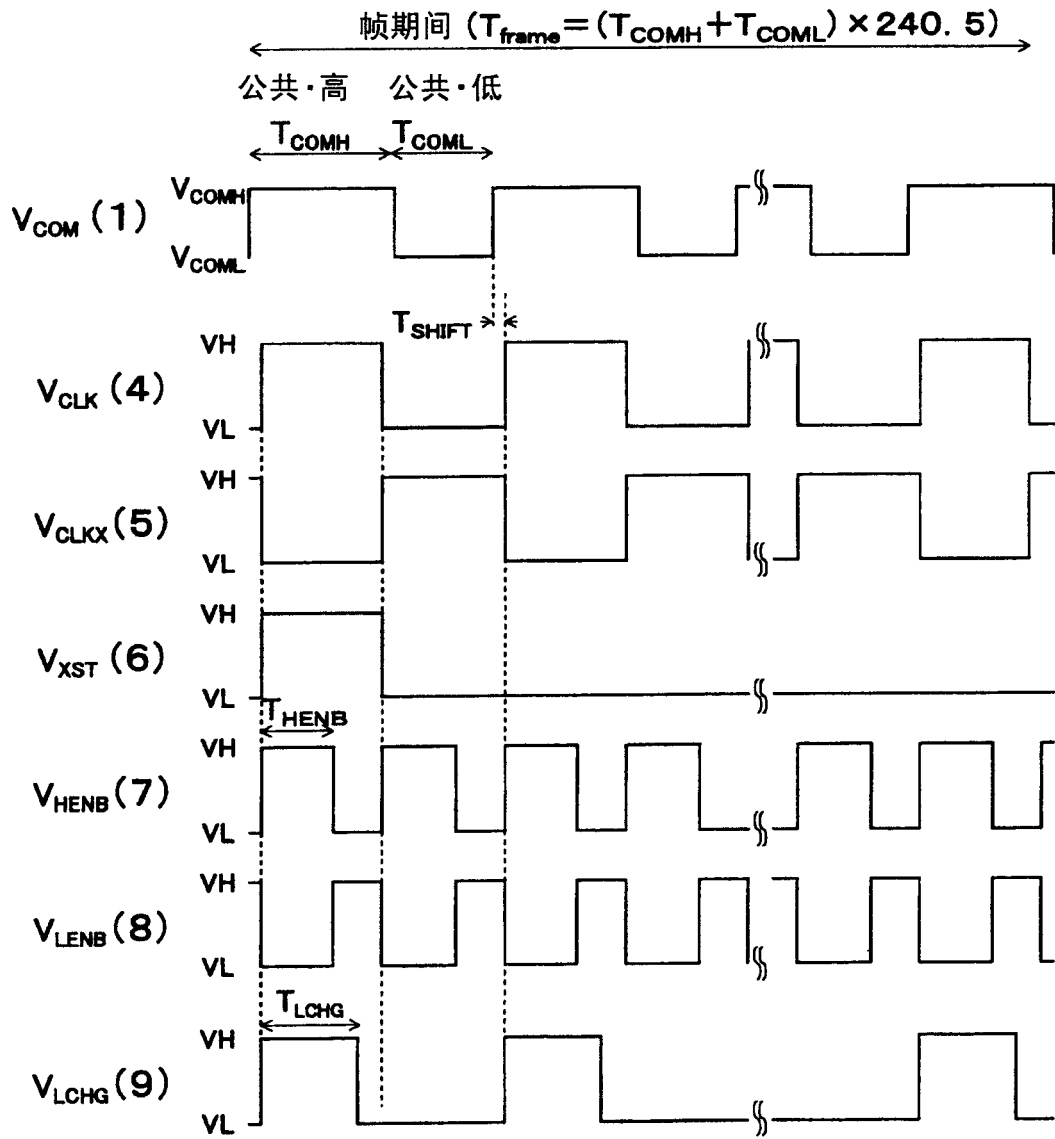 帧期间 (Tframe=(TCOMH+TCOML)×240. 5)
公共·高 公共·低
TCOMH TCOML
VCOMH
VCOM (1)
VCOML
TSHIFT
VH
VCLK (4)
VL
VH
VCLKX (5)
VL
VH
VXST (6)
VL
THENB
VH
VHENB (7)
VL
VH
VLENB (8)
VL
TLCHG
VH
VLCHG (9)
VL